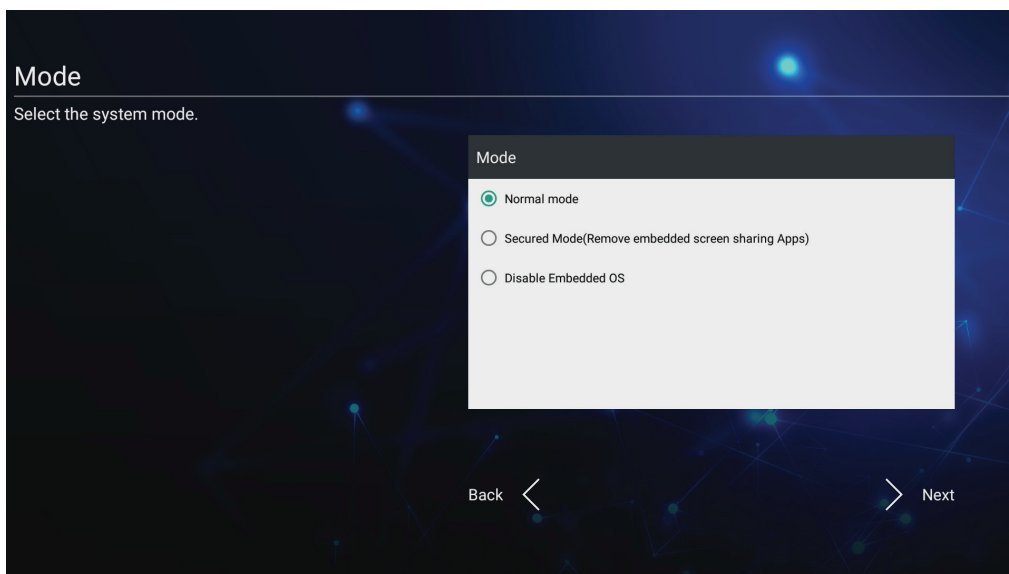 Mode
Select the system mode.
Mode
Normal mode
Secured Mode(Remove embedded screen sharing Apps)
Disable Embedded OS
Back
Next